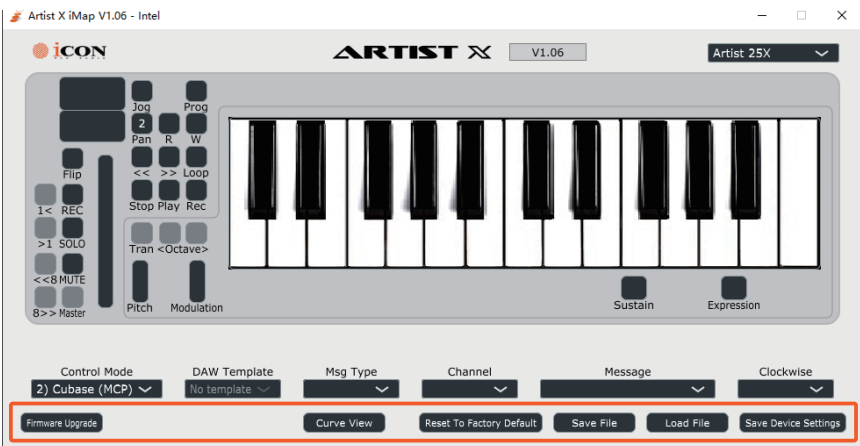 Artist X iMap V1.06 - Intel
iCON
ARTIST X
V1.06
Artist 25X
Jog Prog
2
Pan R W
Flip
<< >> Loop
1< REC
Stop Play Rec
>1 SOLO
Tran <Octave>
<<8 MUTE
8>> Master
Pitch Modulation
Sustain Expression
Control Mode DAW Template Msg Type Channel Message Clockwise
2) Cubase (MCP) No template
Firmware Upgrade Curve View Reset To Factory Default Save File Load File Save Device Settings